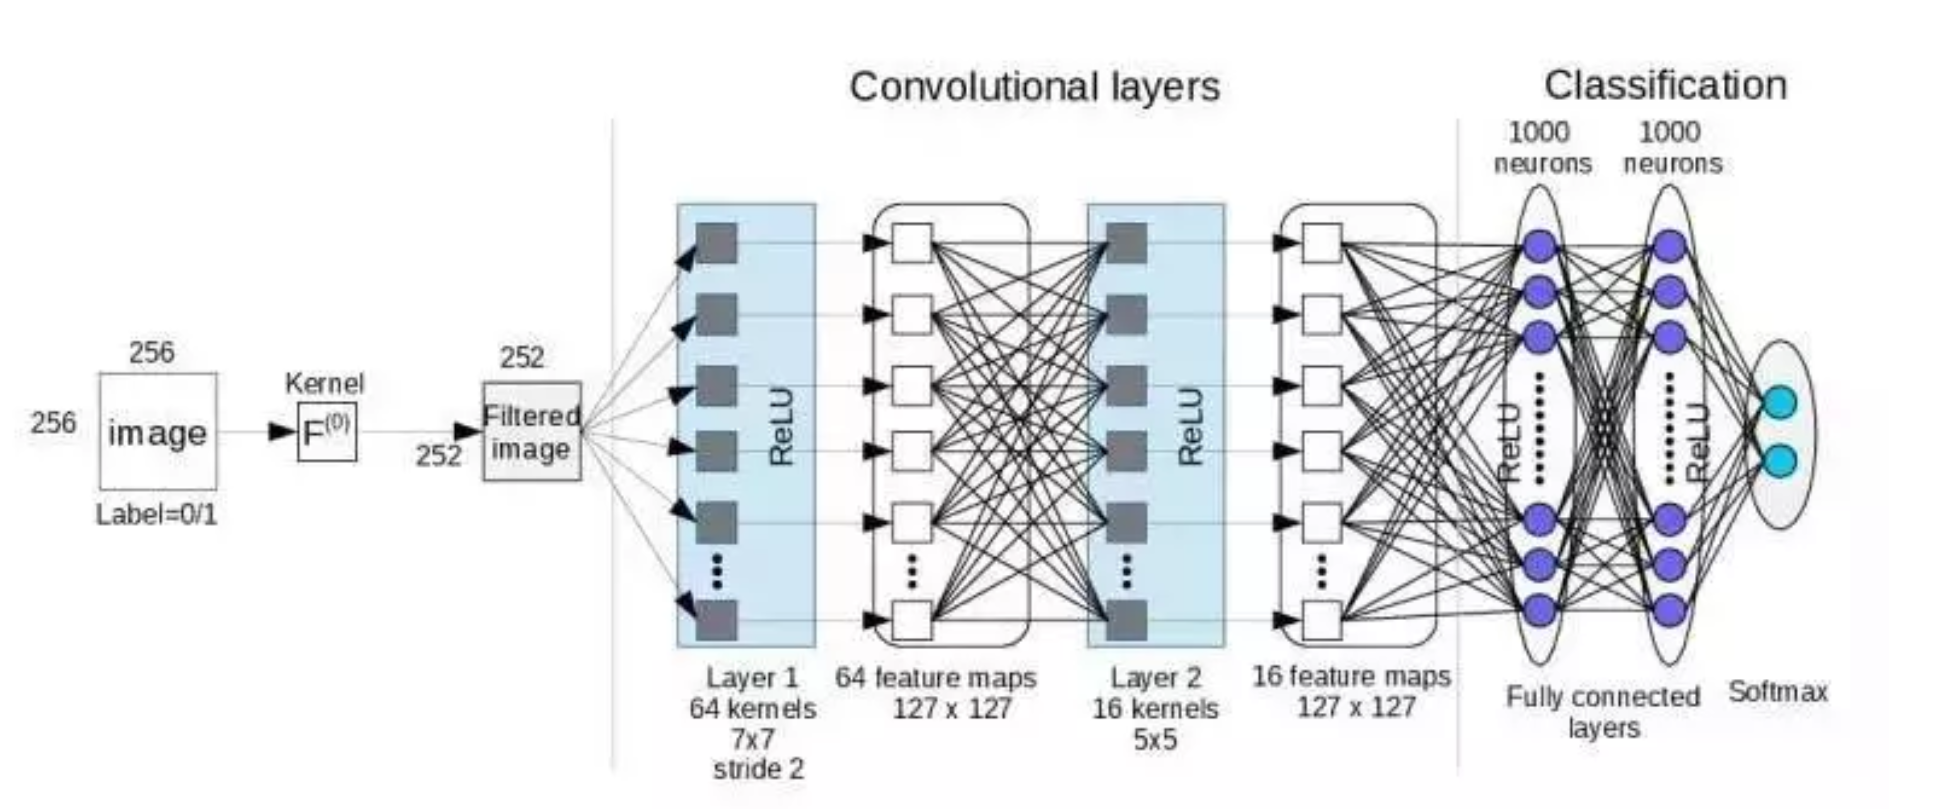 Convolutional layers
Classification
1000
neurons
1000
neurons
256
256
image
Label=0/1
Kernel
F(0)
252
252
Filtered
image
ReLU
ReLU
ReLU
ReLU
Layer 1
64 kernels
7x7
stride 2
64 feature maps
127 x 127
Layer 2
16 kernels
5x5
16 feature maps
127 x 127
Fully connected
layers
Softmax